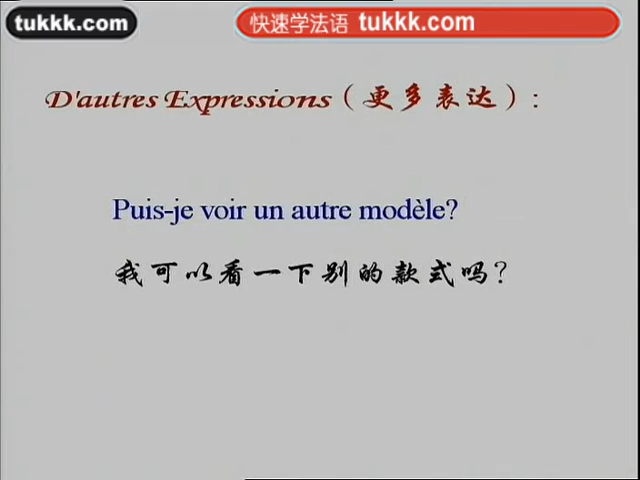 tukkk.com
快速学法语 tukkk.com
D'autres Expressions（更多表达）:
Puis-je voir un autre modèle?
我可以看一下别的款式吗?